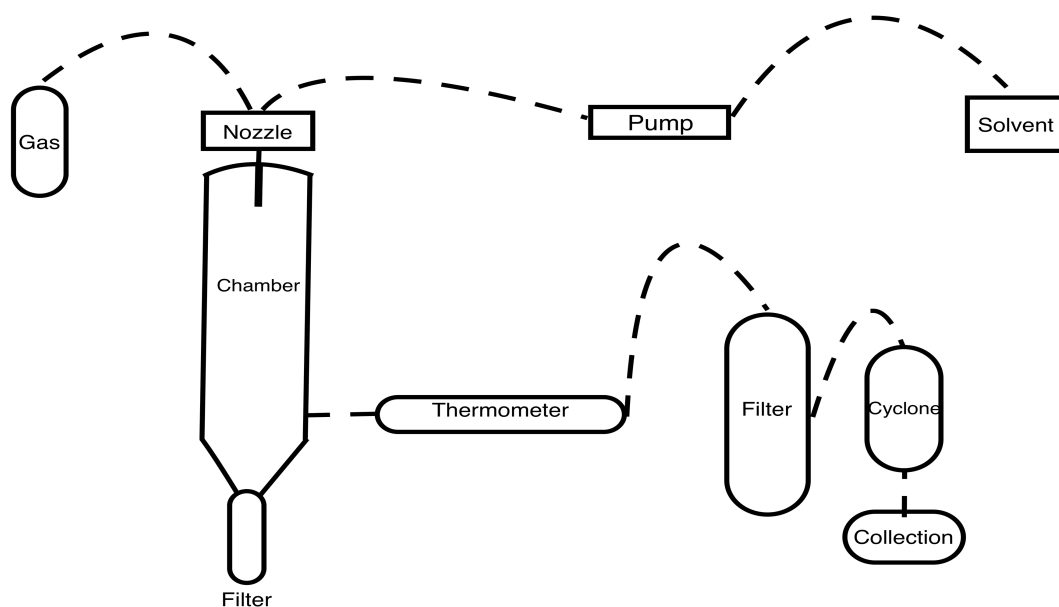 Gas
Nozzle
Pump
Solvent
Chamber
Thermometer
Filter
Cyclone
Collection
Filter